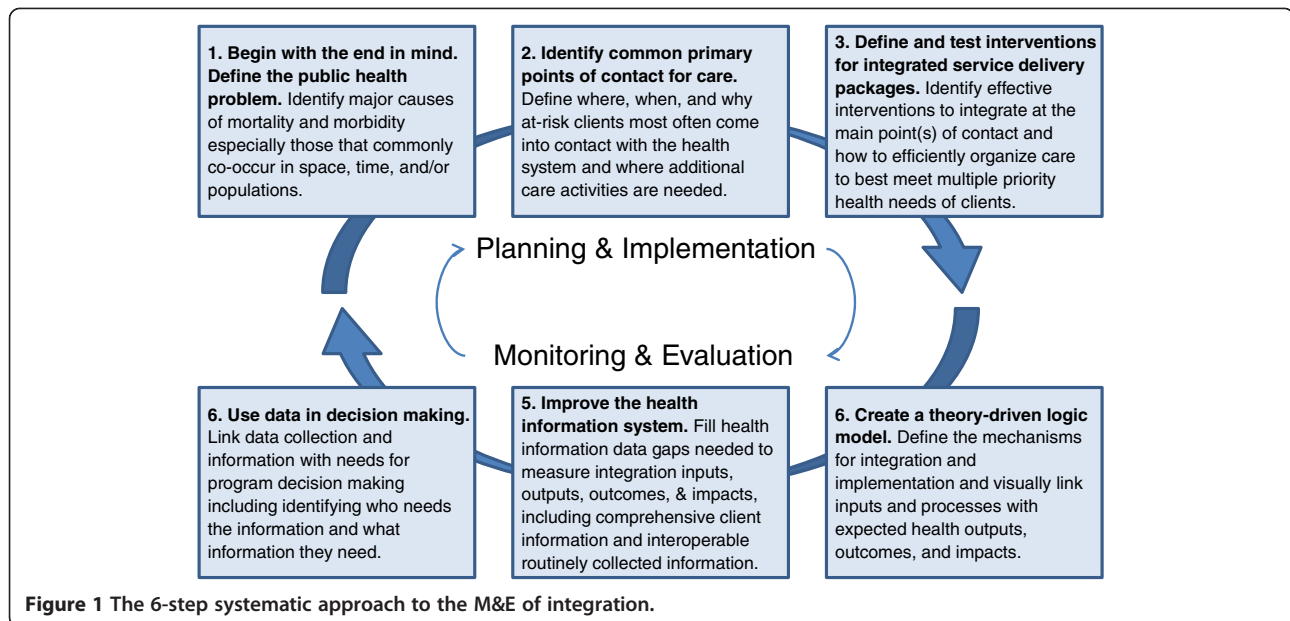 1. Begin with the end in mind.
Define the public health
problem. Identify major causes
of mortality and morbidity
especially those that commonly
co-occur in space, time, and/or
populations.
2. Identify common primary
points of contact for care.
Define where, when, and why
at-risk clients most often come
into contact with the health
system and where additional
care activities are needed.
3. Define and test interventions
for integrated service delivery
packages. Identify effective
interventions to integrate at the
main point(s) of contact and
how to efficiently organize care
to best meet multiple priority
health needs of clients.
Planning & Implementation
Monitoring & Evaluation
6. Use data in decision making.
Link data collection and
information with needs for
program decision making
including identifying who needs
the information and what
information they need.
5. Improve the health
information system. Fill health
information data gaps needed to
measure integration inputs,
outputs, outcomes, & impacts,
including comprehensive client
information and interoperable
routinely collected information.
6. Create a theory-driven logic
model. Define the mechanisms
for integration and
implementation and visually link
inputs and processes with
expected health outputs,
outcomes, and impacts.
Figure 1 The 6-step systematic approach to the M&E of integration.